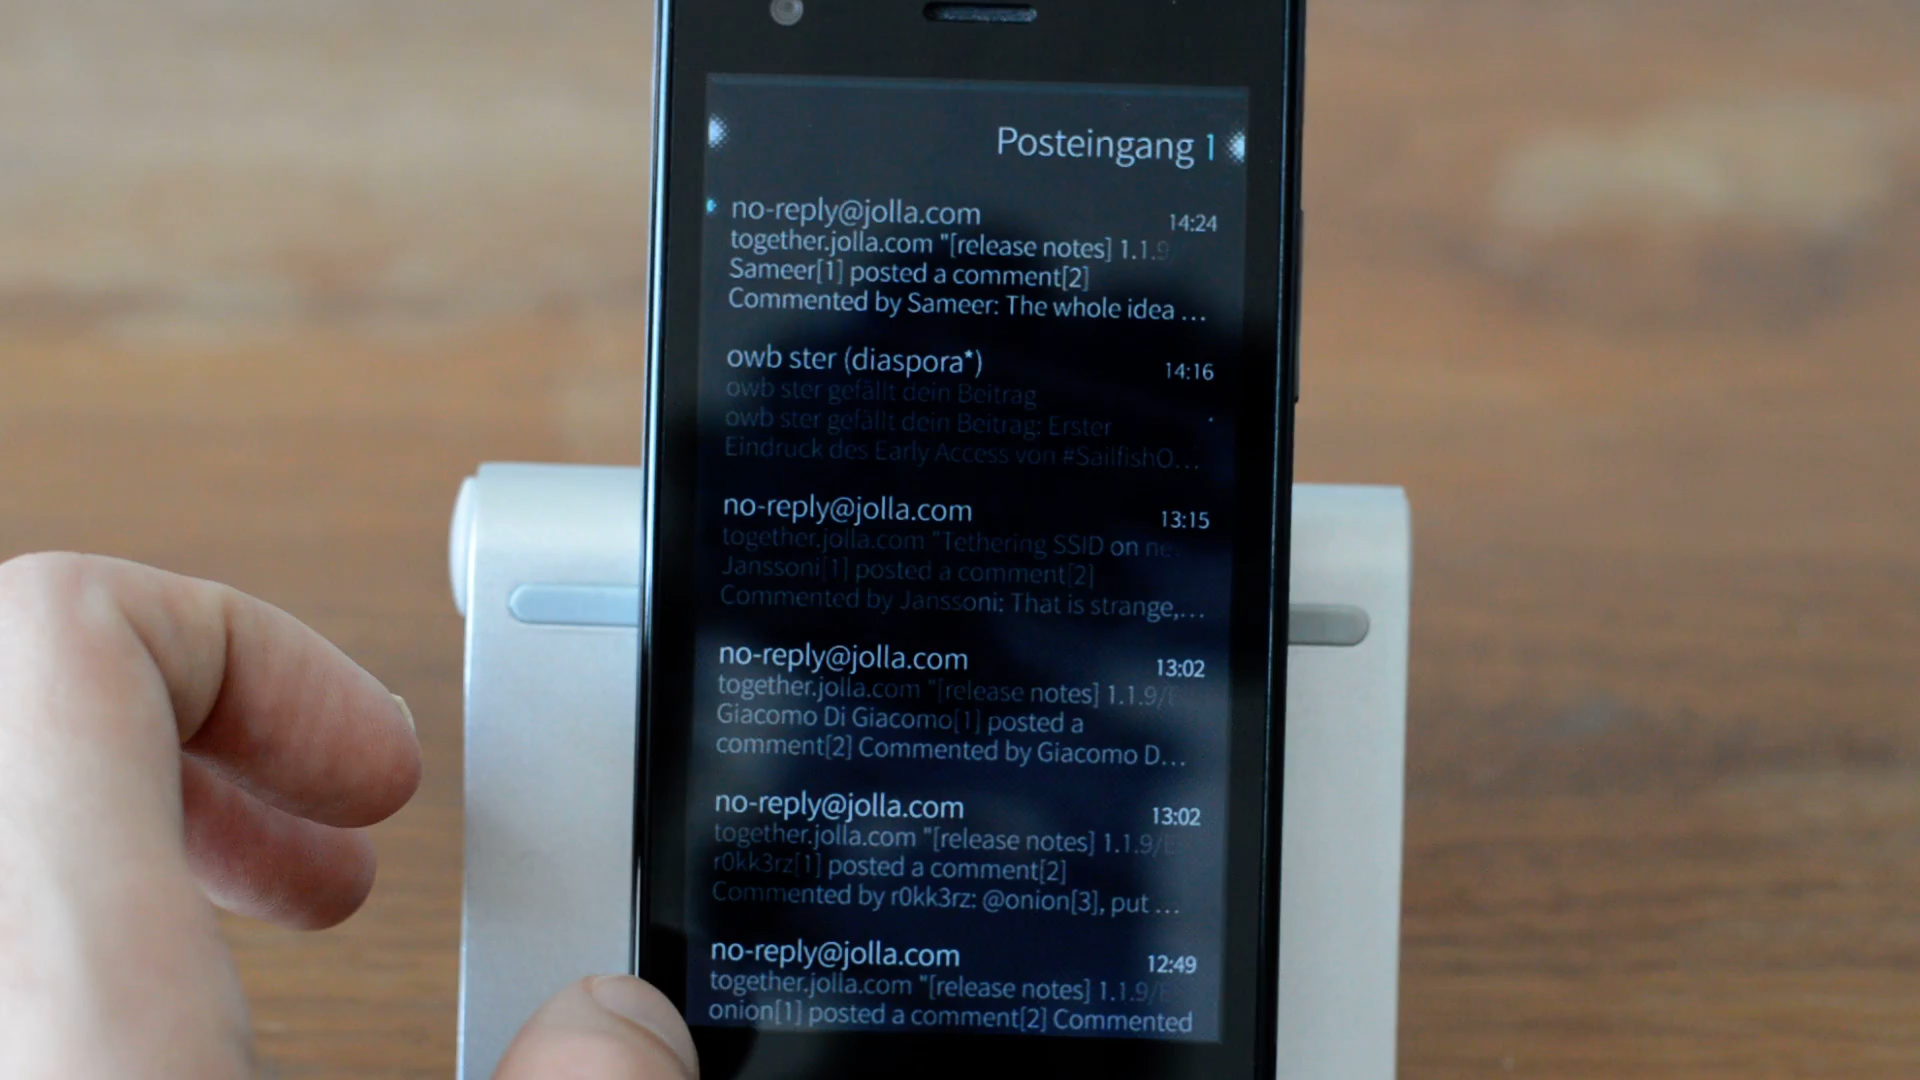 Posteingang 1
no-reply@jolla.com 14:24
together.jolla.com "[release notes] 1.1.9
Sameer[1] posted a comment[2]
Commented by Sameer: The whole idea ...
owb ster (diaspora*) 14:16
owb ster gefällt dein Beitrag
owb ster gefällt dein Beitrag: Erster
Eindruck des Early Access von #SailfishO...
no-reply@jolla.com 13:15
together.jolla.com "Tethering SSID on ne
Janssoni[1] posted a comment[2]
Commented by Janssoni: That is strange,...
no-reply@jolla.com 13:02
together.jolla.com "[release notes] 1.1.9/E
Giacomo Di Giacomo[1] posted a
comment[2] Commented by Giacomo D...
no-reply@jolla.com 13:02
together.jolla.com "[release notes] 1.1.9/E
r0kk3rz[1] posted a comment[2]
Commented by r0kk3rz: @onion[3], put ...
no-reply@jolla.com 12:49
together.jolla.com "[release notes] 1.1.9/E
onion[1] posted a comment[2] Commented